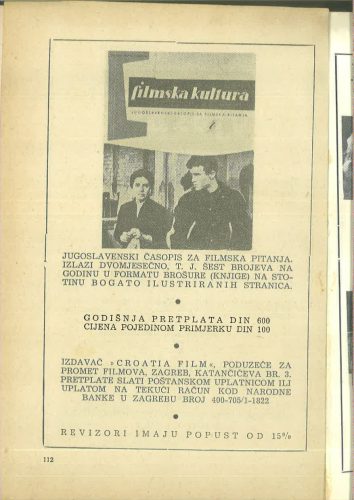 filmska kultura
JUGOSLAVENSKI ČASOPIS ZA FILMSKA PITANJA
JUGOSLAVENSKI ČASOPIS ZA FILMSKA PITANJA.
IZLAZI DVOMJESEČNO, T. J. ŠEST BROJEVA NA
GODINU U FORMATU BROŠURE (KNJIGE) NA STO-
TINU BOGATO ILUSTRIRANIH STRANICA.
GODIŠNJA PRETPLATA DIN 600
CIJENA POJEDINOM PRIMJERKU DIN 100
IZDAVAČ »CROATIA FILM«, PODUZEĆE ZA
PROMET FILMOVA, ZAGREB, KATANČIĆEVA BR. 3.
PRETPLATE SLATI POŠTANSKOM UPLATNICOM ILI
UPLATOM NA TEKUĆI RAČUN KOD NARODNE
BANKE U ZAGREBU BROJ 400-705/1-1822
REVIZORI IMAJU POPUST OD 15%
112